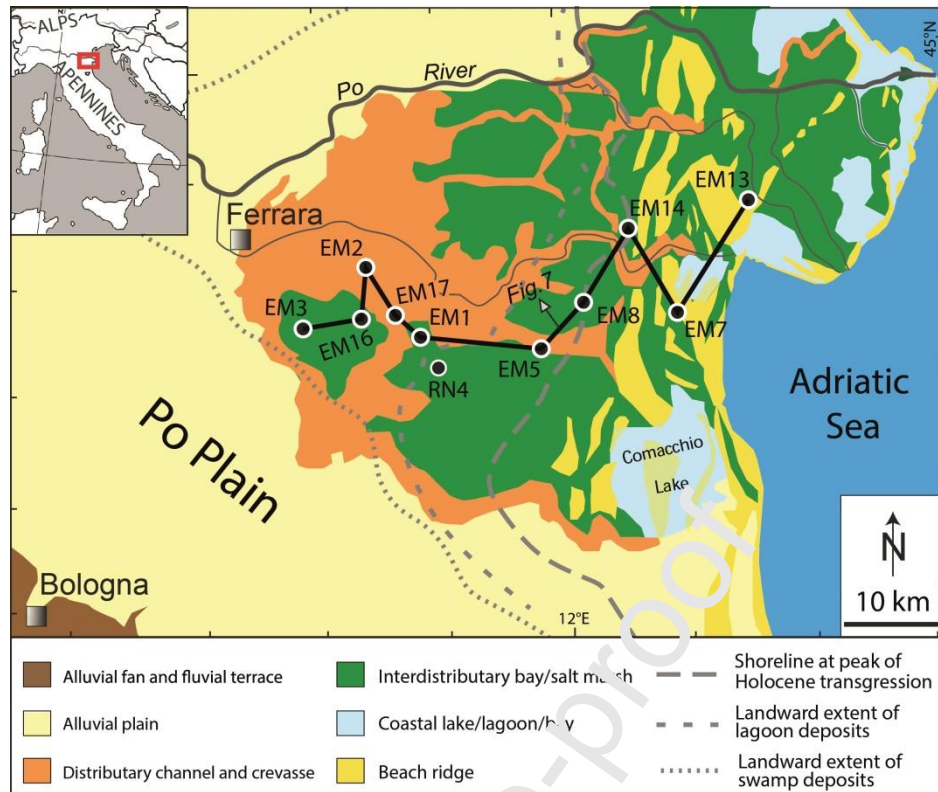 ALPS
APENNINES
45°N
Po River
Ferrara
EM13
EM14
EM2
EM17
Fig.7
EM3
EM16
EM1
EM8
EM7
EM5
RN4
Adriatic
Sea
Po Plain
Comacchio
Lake
N
Bologna
12°E
10 km
Alluvial fan and fluvial terrace
Alluvial plain
Distributary channel and crevasse
Interdistributary bay/salt marsh
Coastal lake/lagoon/bay
Beach ridge
Shoreline at peak of
Holocene transgression
Landward extent of
lagoon deposits
Landward extent of
swamp deposits